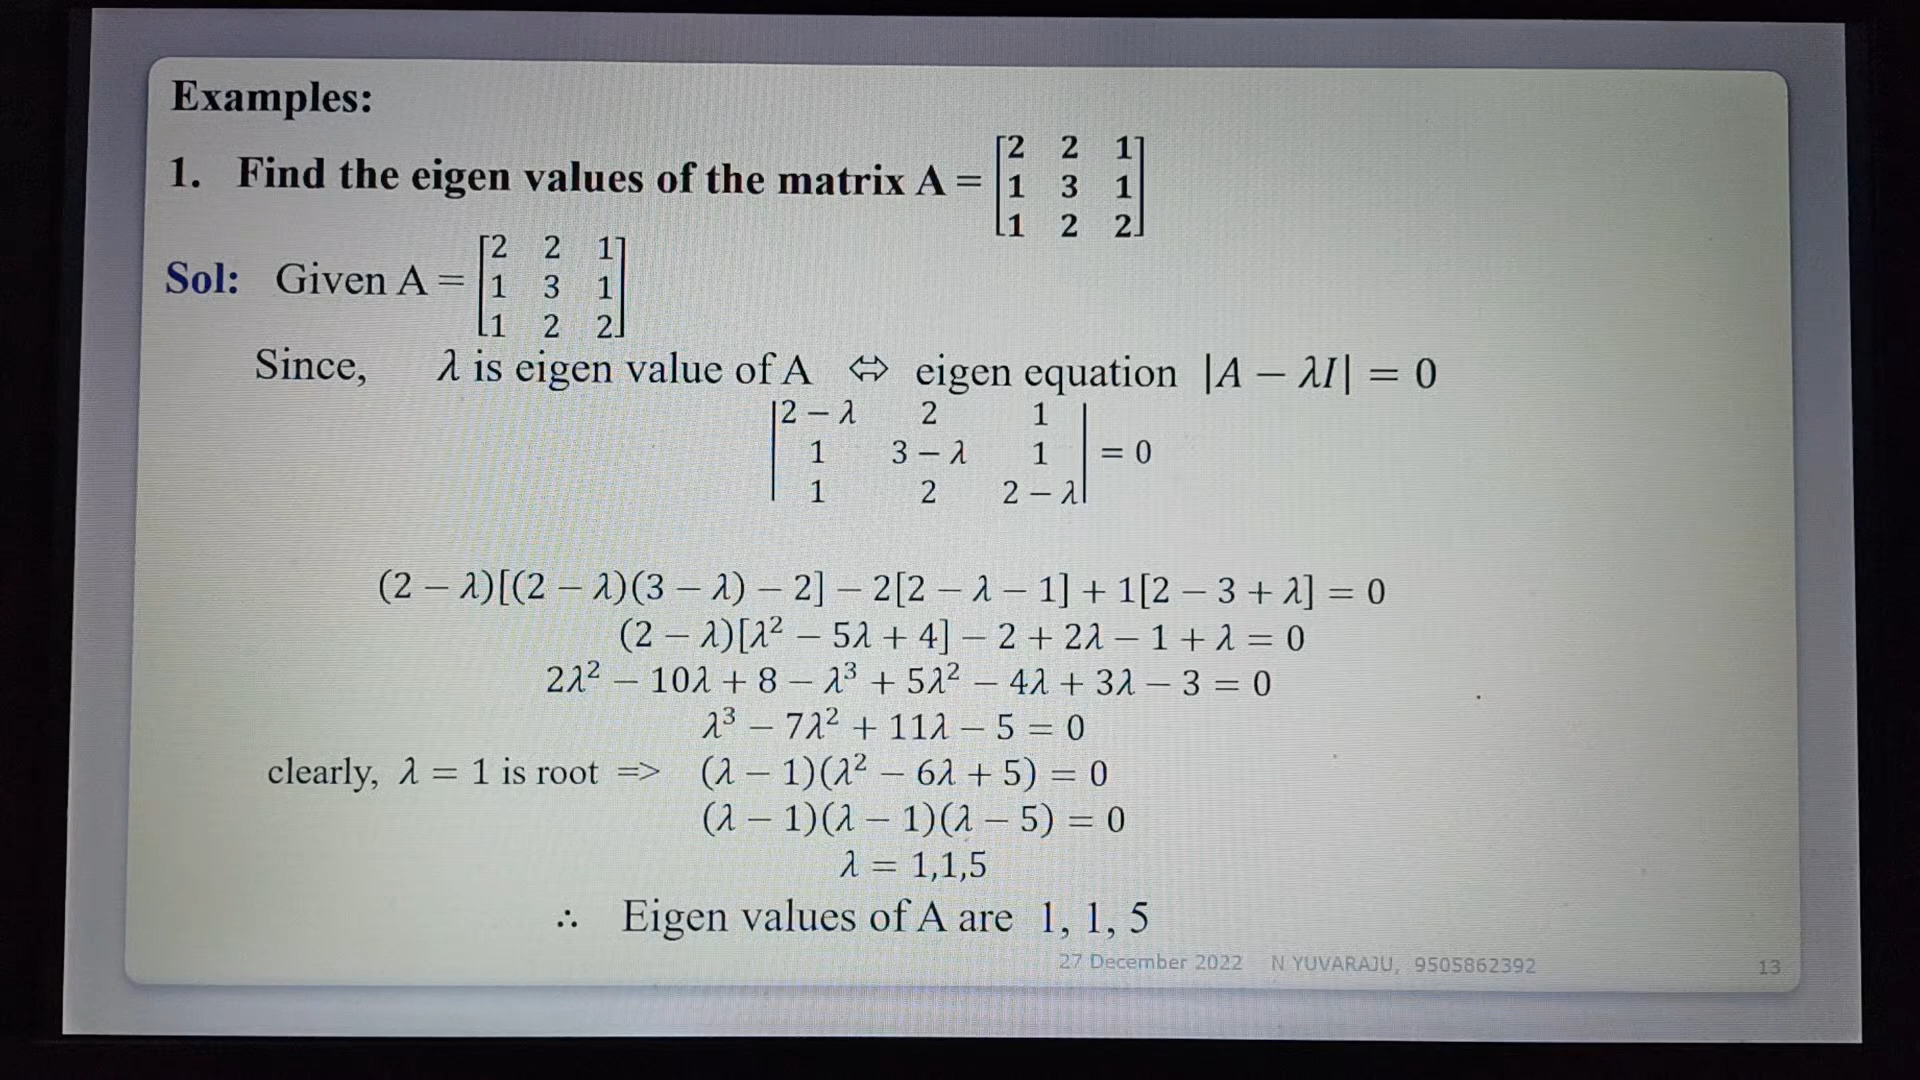 Examples:
1. Find the eigen values of the matrix A = [2 2 1
1 3 1
1 2 2]
Sol: Given A = [2 2 1
1 3 1
1 2 2]
Since, λ is eigen value of A ⇔ eigen equation |A − λI| = 0
|2 − λ 2 1
1 3 − λ 1
1 2 2 − λ| = 0
(2 − λ)[(2 − λ)(3 − λ) − 2] − 2[2 − λ − 1] + 1[2 − 3 + λ] = 0
(2 − λ)[λ² − 5λ + 4] − 2 + 2λ − 1 + λ = 0
2λ² − 10λ + 8 − λ³ + 5λ² − 4λ + 3λ − 3 = 0
λ³ − 7λ² + 11λ − 5 = 0
clearly, λ = 1 is root => (λ − 1)(λ² − 6λ + 5) = 0
(λ − 1)(λ − 1)(λ − 5) = 0
λ = 1,1,5
∴ Eigen values of A are 1, 1, 5
27 December 2022 N YUVARAJU, 9505862392 13